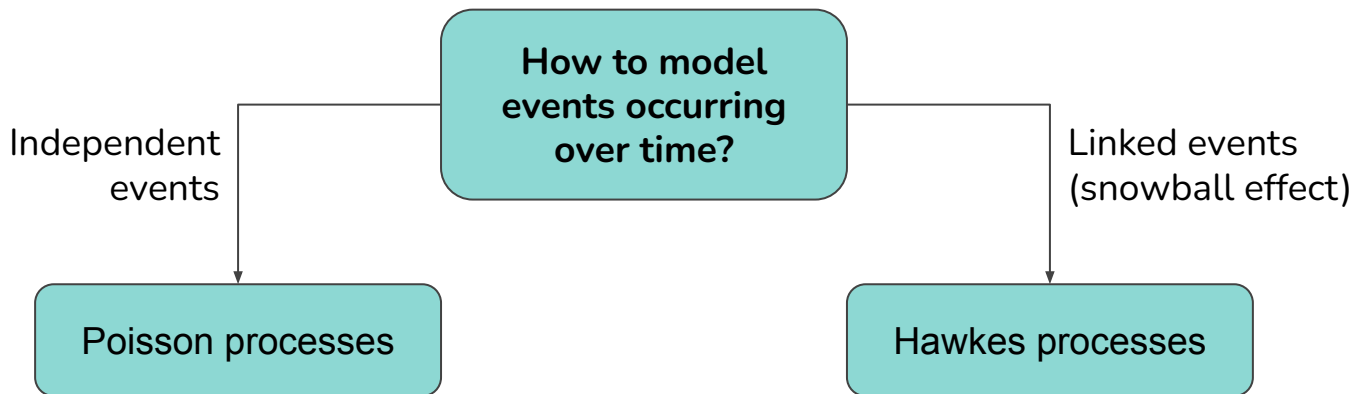 How to model
events occurring
over time?
Independent
events
Linked events
(snowball effect)
Poisson processes
Hawkes processes